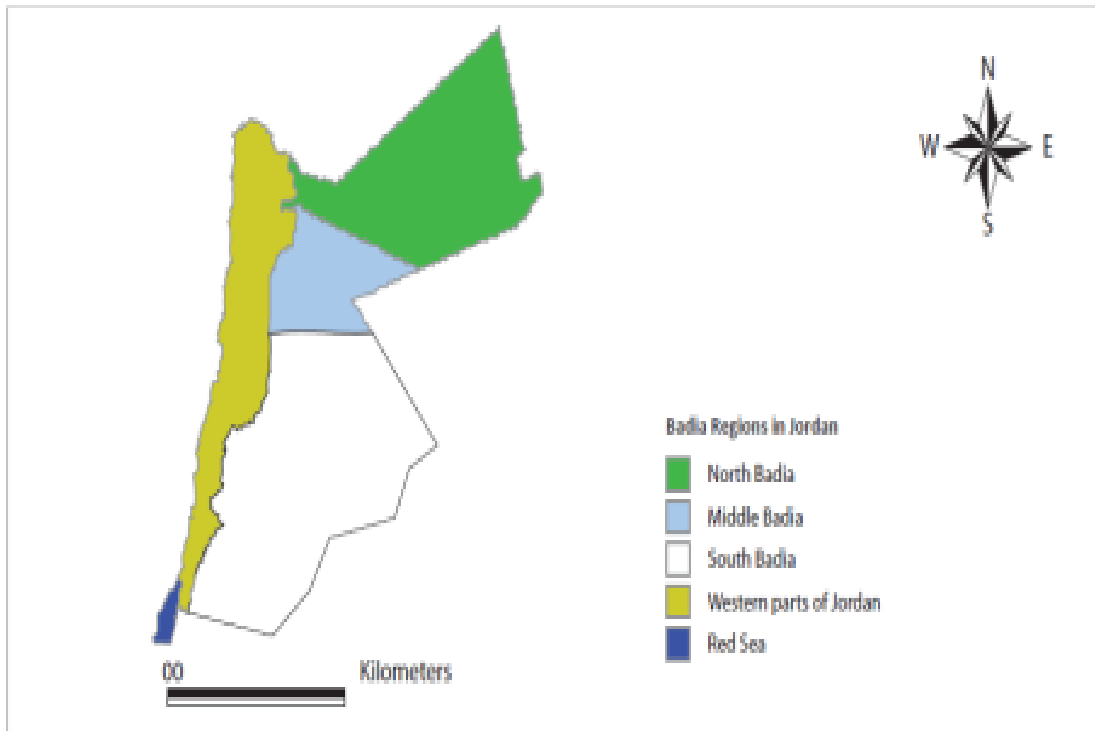 N
W E
S
Badia Regions in Jordan
North Badia
Middle Badia
South Badia
Western parts of Jordan
Red Sea
00 Kilometers